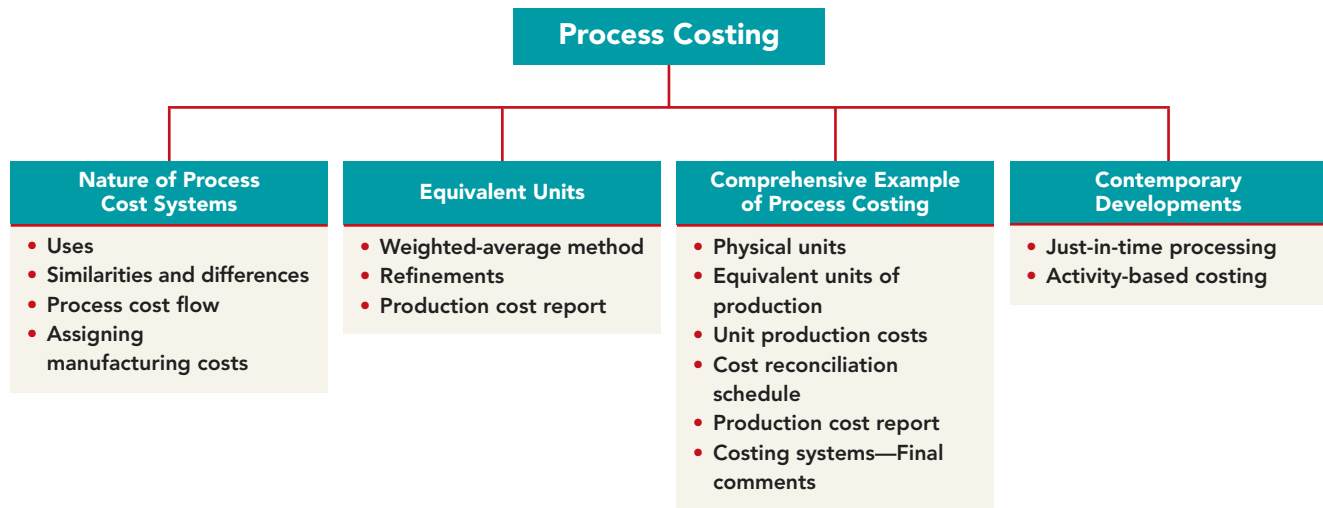 Process Costing
Nature of Process
Cost Systems
• Uses
• Similarities and differences
• Process cost flow
• Assigning
manufacturing costs
Equivalent Units
• Weighted-average method
• Refinements
• Production cost report
Comprehensive Example
of Process Costing
• Physical units
• Equivalent units of
production
• Unit production costs
• Cost reconciliation
schedule
• Production cost report
• Costing systems—Final
comments
Contemporary
Developments
• Just-in-time processing
• Activity-based costing